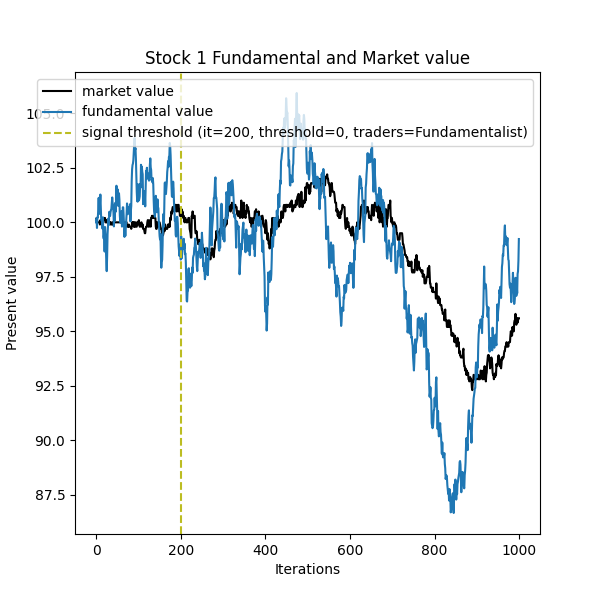 Stock 1 Fundamental and Market value
market value
fundamental value
signal threshold (it=200, threshold=0, traders=Fundamentalist)
105.0
102.5
100.0
97.5
95.0
92.5
90.0
87.5
Present value
0 200 400 600 800 1000
Iterations